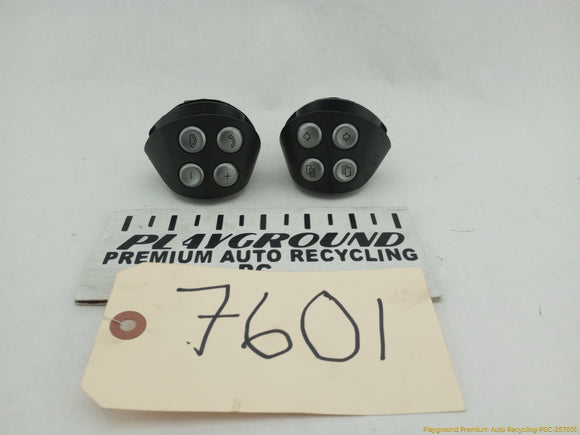 − +
PLAYGROUND
PREMIUM AUTO RECYCLING
7601
Playground Premium Auto Recycling-PSC-257601